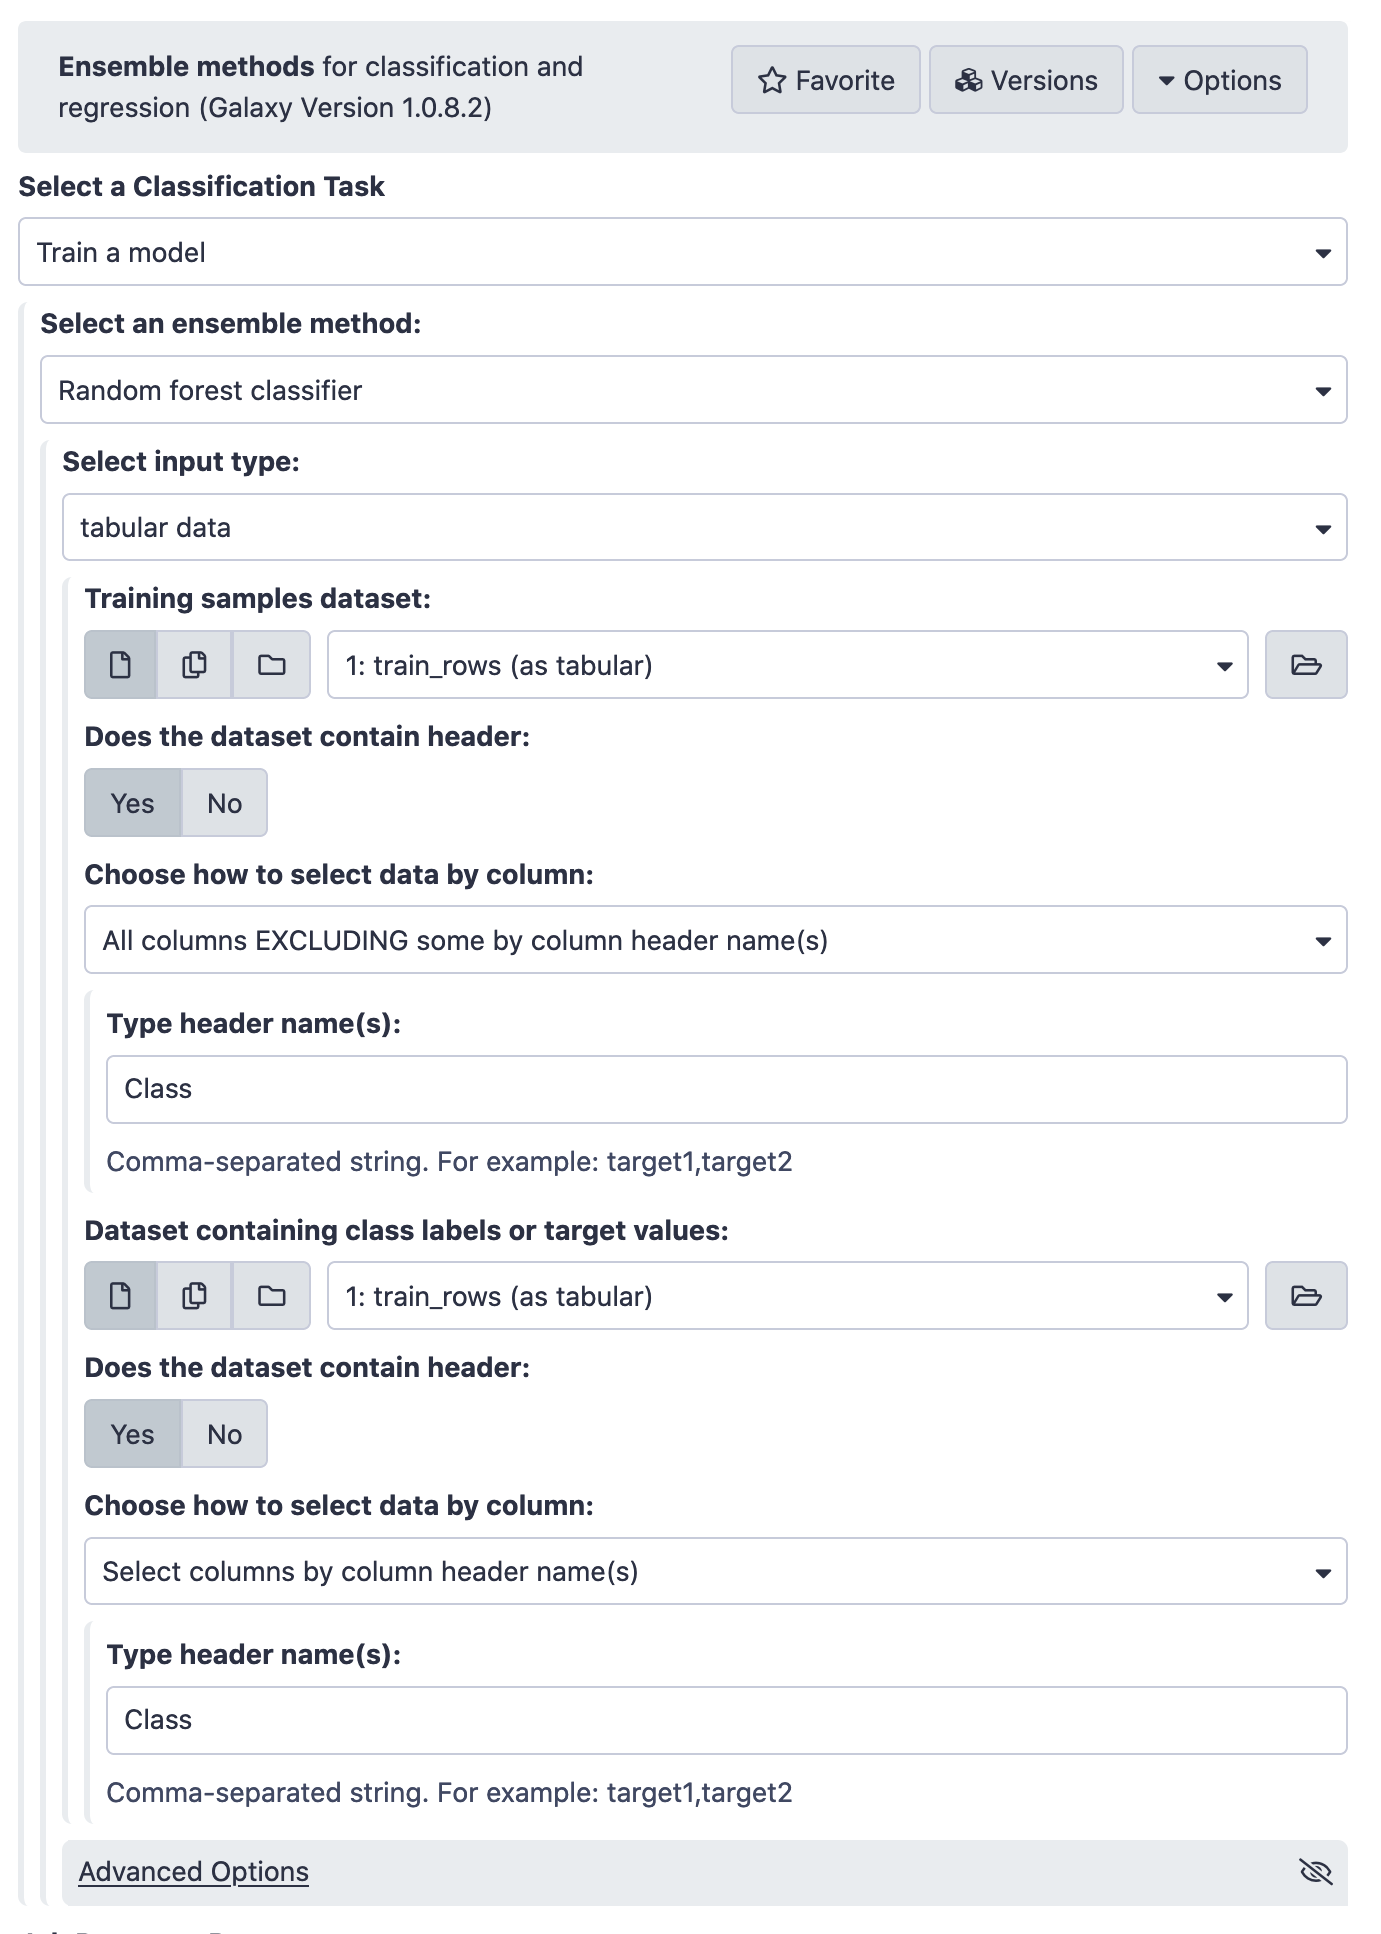 Ensemble methods for classification and
regression (Galaxy Version 1.0.8.2)
Favorite
Versions
Options
Select a Classification Task
Train a model
Select an ensemble method:
Random forest classifier
Select input type:
tabular data
Training samples dataset:
1: train_rows (as tabular)
Does the dataset contain header:
Yes
No
Choose how to select data by column:
All columns EXCLUDING some by column header name(s)
Type header name(s):
Class
Comma-separated string. For example: target1,target2
Dataset containing class labels or target values:
1: train_rows (as tabular)
Does the dataset contain header:
Yes
No
Choose how to select data by column:
Select columns by column header name(s)
Type header name(s):
Class
Comma-separated string. For example: target1,target2
Advanced Options